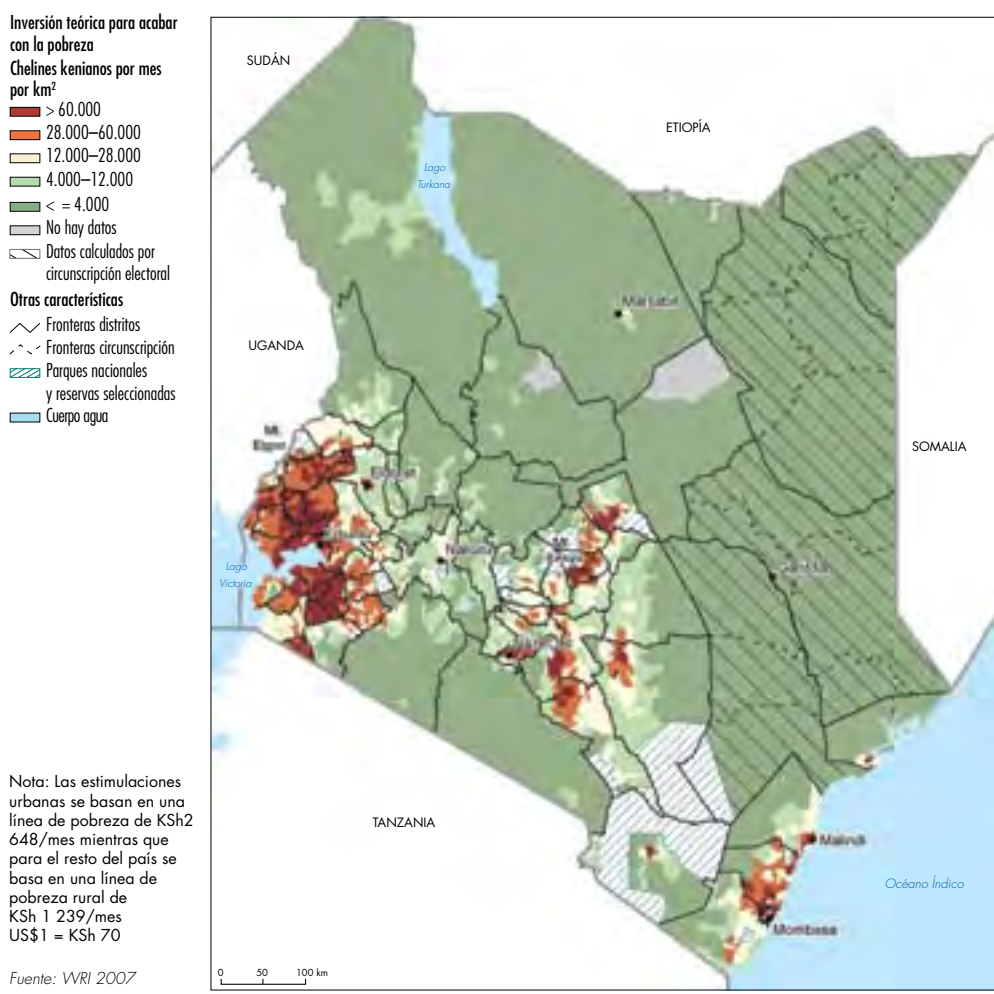 Inversión teórica para acabar
con la pobreza
Chelines kenianos por mes
por km²
> 60.000
28.000–60.000
12.000–28.000
4.000–12.000
< = 4.000
No hay datos
Datos calculados por
circunscripción electoral
Otras característicás
Fronteras distritos
Fronteras circunscripción
Parques nacionales
y reservas seleccionadas
Cuerpo agua
Nota: Las estimulaciones
urbanas se basan en una
línea de pobreza de KSh2
648/mes mientras que
para el resto del país se
basa en una línea de
pobreza rural de
KSh 1 239/mes
US$1 = KSh 70
Fuente: WRI 2007
SUDÁN
ETIOPÍA
Lago
Turkana
Marsabit
UGANDA
SOMALIA
Mt.
Elgon
Eldoret
Kisumu
Nakuru
Mt.
Kenya
Garissa
Lago
Victoria
Nairobi
TANZANIA
Malindi
Océano Índico
Mombasa
0 50 100 km